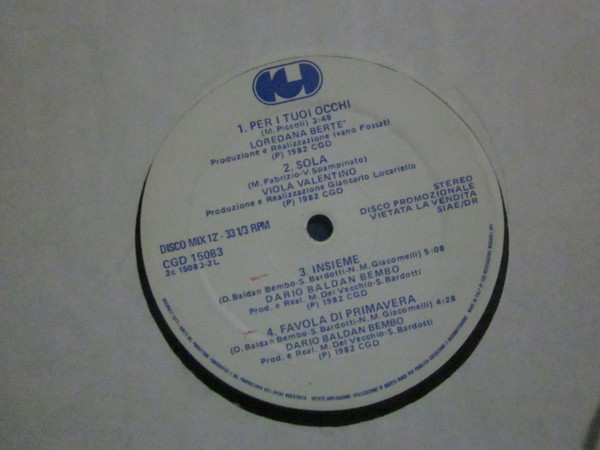 1. PER I TUOI OCCHI
(M. Piccoli) 3:49
LOREDANA BERTE'
Produzione e Realizzazione Ivano Fossati
(P) 1982 CGD
2. SOLA
(M. Fabrizio-V. Spampinato)
VIOLA VALENTINO
Produzione e Realizzazione Giancarlo Lucariello
(P) 1982 CGD
DISCO MIX 12" - 33 1/3 RPM
CGD 15083
2c 15083-2L
STEREO
DISCO PROMOZIONALE
VIETATA LA VENDITA
SIAE/DR
3. INSIEME
(D. Baldan Bembo-S. Bardotti-N. M. Giacomelli) 5:08
DARIO BALDAN BEMBO
Prod. e Real. M. Del Vecchio-S. Bardotti
(P) 1982 CGD
4. FAVOLA DI PRIMAVERA
(D. Baldan Bembo-S. Bardotti-N. M. Giacomelli) 4:28
DARIO BALDAN BEMBO
Prod. e Real. M. Del Vecchio-S. Bardotti
(P) 1982 CGD